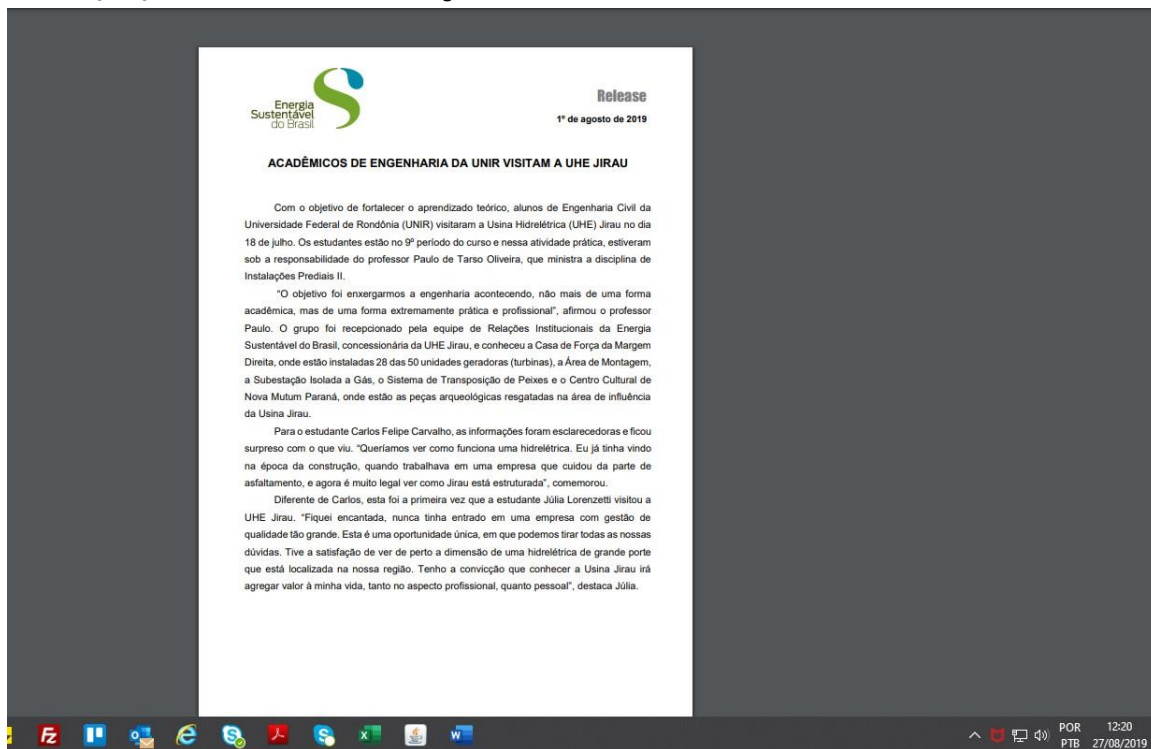 Energia
Sustentável
do Brasil
Release
1º de agosto de 2019
ACADÊMICOS DE ENGENHARIA DA UNIR VISITAM A UHE JIRAU
Com o objetivo de fortalecer o aprendizado teórico, alunos de Engenharia Civil da
Universidade Federal de Rondônia (UNIR) visitaram a Usina Hidrelétrica (UHE) Jirau no dia
18 de julho. Os estudantes estão no 9º período do curso e nessa atividade prática, estiveram
sob a responsabilidade do professor Paulo de Tarso Oliveira, que ministra a disciplina de
Instalações Prediais II.
"O objetivo foi enxergarmos a engenharia acontecendo, não mais de uma forma
acadêmica, mas de uma forma extremamente prática e profissional", afirmou o professor
Paulo. O grupo foi recepcionado pela equipe de Relações Institucionais da Energia
Sustentável do Brasil, concessionária da UHE Jirau, e conheceu a Casa de Força da Margem
Direita, onde estão instaladas 28 das 50 unidades geradoras (turbinas), a Área de Montagem,
a Subestação Isolada a Gás, o Sistema de Transposição de Peixes e o Centro Cultural de
Nova Mutum Paraná, onde estão as peças arqueológicas resgatadas na área de influência
da Usina Jirau.
Para o estudante Carlos Felipe Carvalho, as informações foram esclarecedoras e ficou
surpreso com o que viu. "Queríamos ver como funciona uma hidrelétrica. Eu já tinha vindo
na época da construção, quando trabalhava em uma empresa que cuidou da parte de
asfaltamento, e agora é muito legal ver como Jirau está estruturada", comemorou.
Diferente de Carlos, esta foi a primeira vez que a estudante Júlia Lorenzetti visitou a
UHE Jirau. "Fiquei encantada, nunca tinha entrado em uma empresa com gestão de
qualidade tão grande. Esta é uma oportunidade única, em que podemos tirar todas as nossas
dúvidas. Tive a satisfação de ver de perto a dimensão de uma hidrelétrica de grande porte
que está localizada na nossa região. Tenho a convicção que conhecer a Usina Jirau irá
agregar valor à minha vida, tanto no aspecto profissional, quanto pessoal", destaca Júlia.
POR 12:20
PTB 27/08/2019